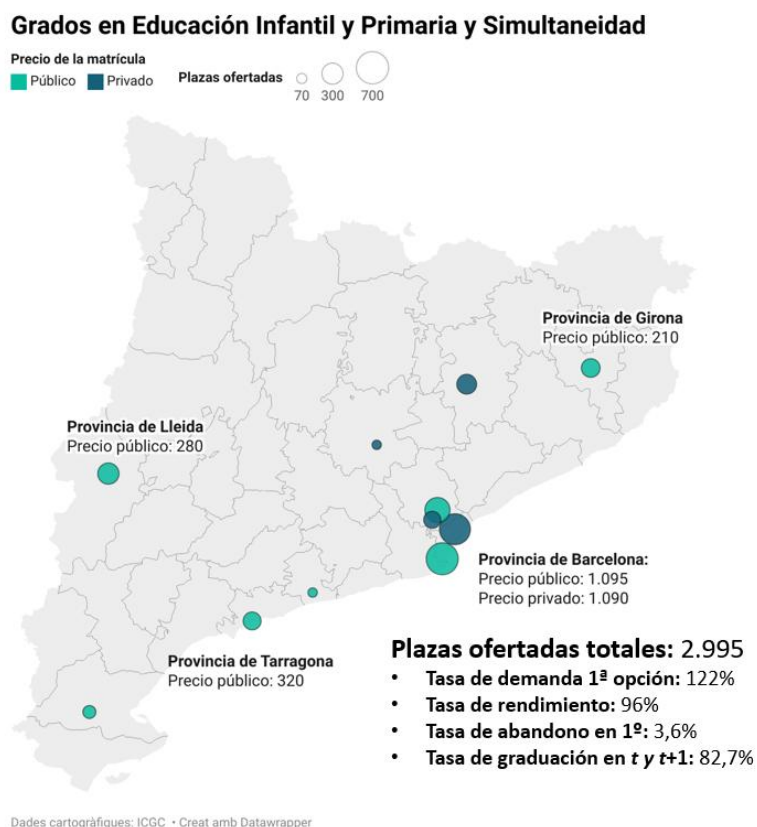 Grados en Educación Infantil y Primaria y Simultaneidad
Precio de la matrícula
Público Privado
Plazas ofertadas
70 300 700
Provincia de Girona
Precio público: 210
Provincia de Lleida
Precio público: 280
Provincia de Barcelona:
Precio público: 1.095
Precio privado: 1.090
Provincia de Tarragona
Precio público: 320
Plazas ofertadas totales: 2.995
• Tasa de demanda 1ª opción: 122%
• Tasa de rendimiento: 96%
• Tasa de abandono en 1º: 3,6%
• Tasa de graduación en t y t+1: 82,7%
Dades cartogràfiques: ICGC • Creat amb Datawrapper